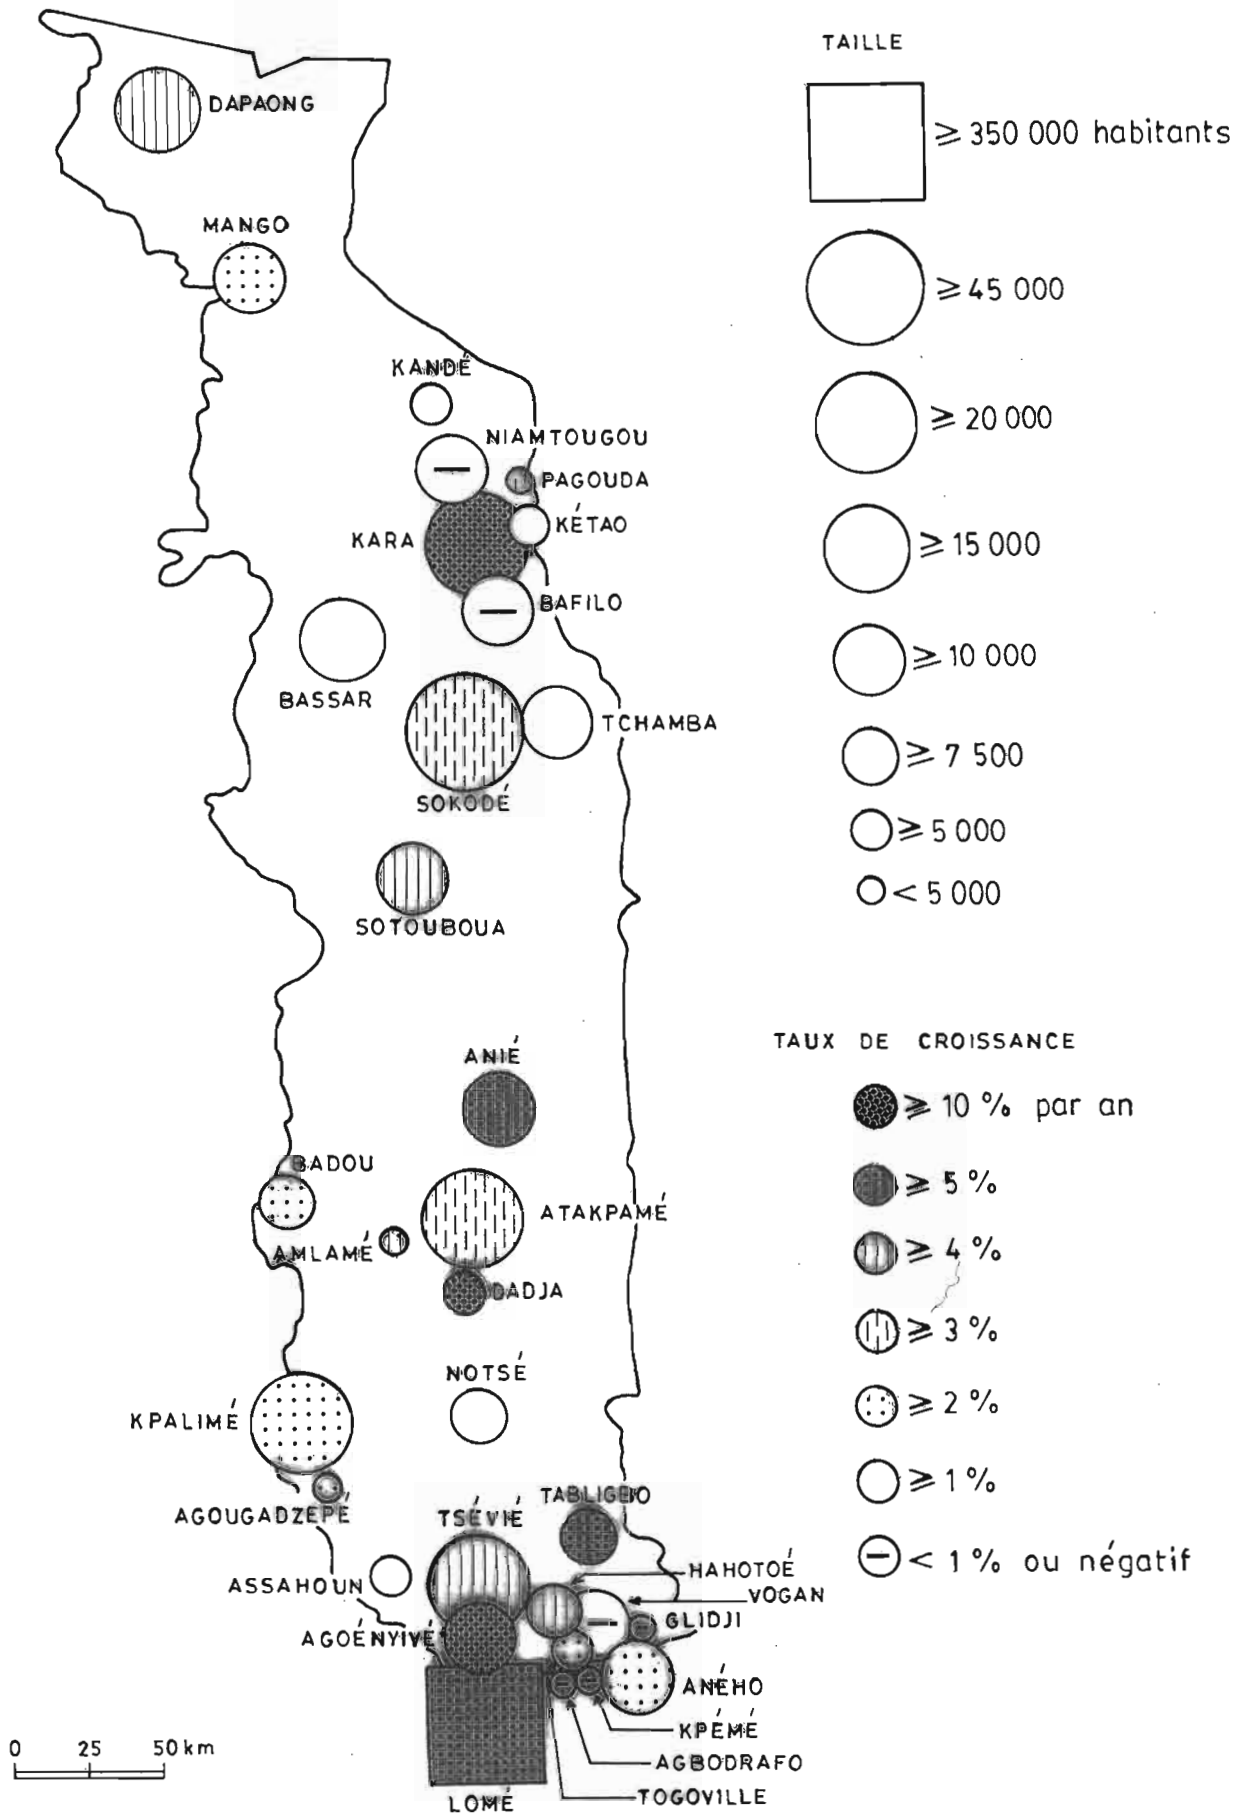 TAILLE
≥ 350 000 habitants
≥ 45 000
≥ 20 000
≥ 15 000
≥ 10 000
≥ 7 500
≥ 5 000
< 5 000
TAUX DE CROISSANCE
≥ 10 % par an
≥ 5 %
≥ 4 %
≥ 3 %
≥ 2 %
≥ 1 %
< 1 % ou négatif
DAPAONG
MANGO
KANDÉ
NIAMTOUGOU
PAGOUDA
KÉTAO
KARA
BAFILO
BASSAR
TCHAMBA
SOKODÉ
SOTOUBOUA
ANIÉ
BADOU
ATAKPAMÉ
AMLAMÉ
DADJA
NOTSÉ
KPALIMÉ
AGOUGADZEPÉ
TABLIGBO
TSÉVIÉ
HAHOTOÉ
ASSAHOUN
VOGAN
GLIDJI
AGOÉNYIVÉ
ANÉHO
KPÉMÉ
AGBODRAFO
TOGOVILLE
LOMÉ
0 25 50 km